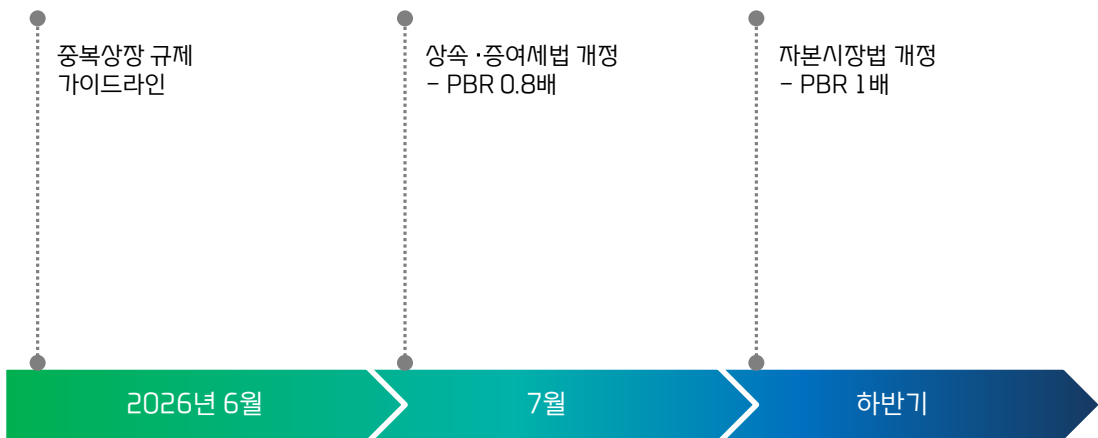 중복상장 규제
가이드라인
상속·증여세법 개정
- PBR 0.8배
자본시장법 개정
- PBR 1배
2026년 6월
7월
하반기